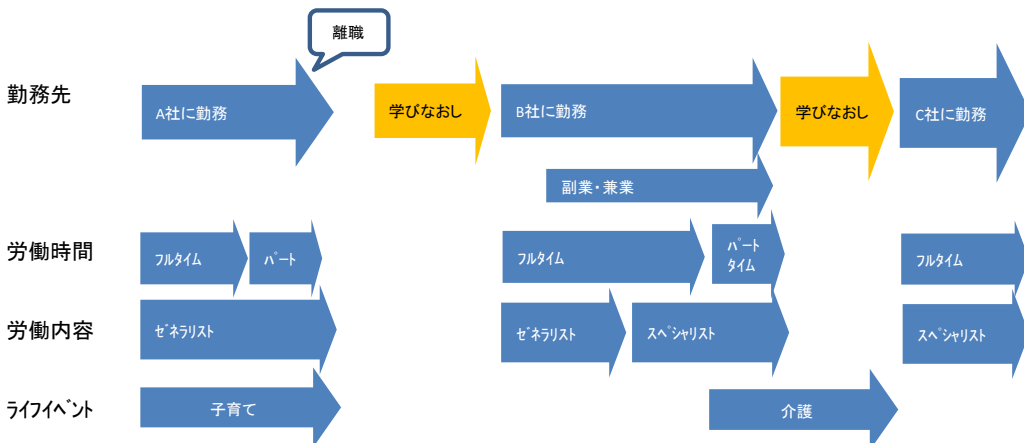 離職
勤務先
A社に勤務
学びなおし
B社に勤務
学びなおし
C社に勤務
副業・兼業
労働時間
フルタイム
パート
フルタイム
パート
タイム
フルタイム
労働内容
ゼネラリスト
ゼネラリスト
スペシャリスト
スペシャリスト
ライフイベント
子育て
介護